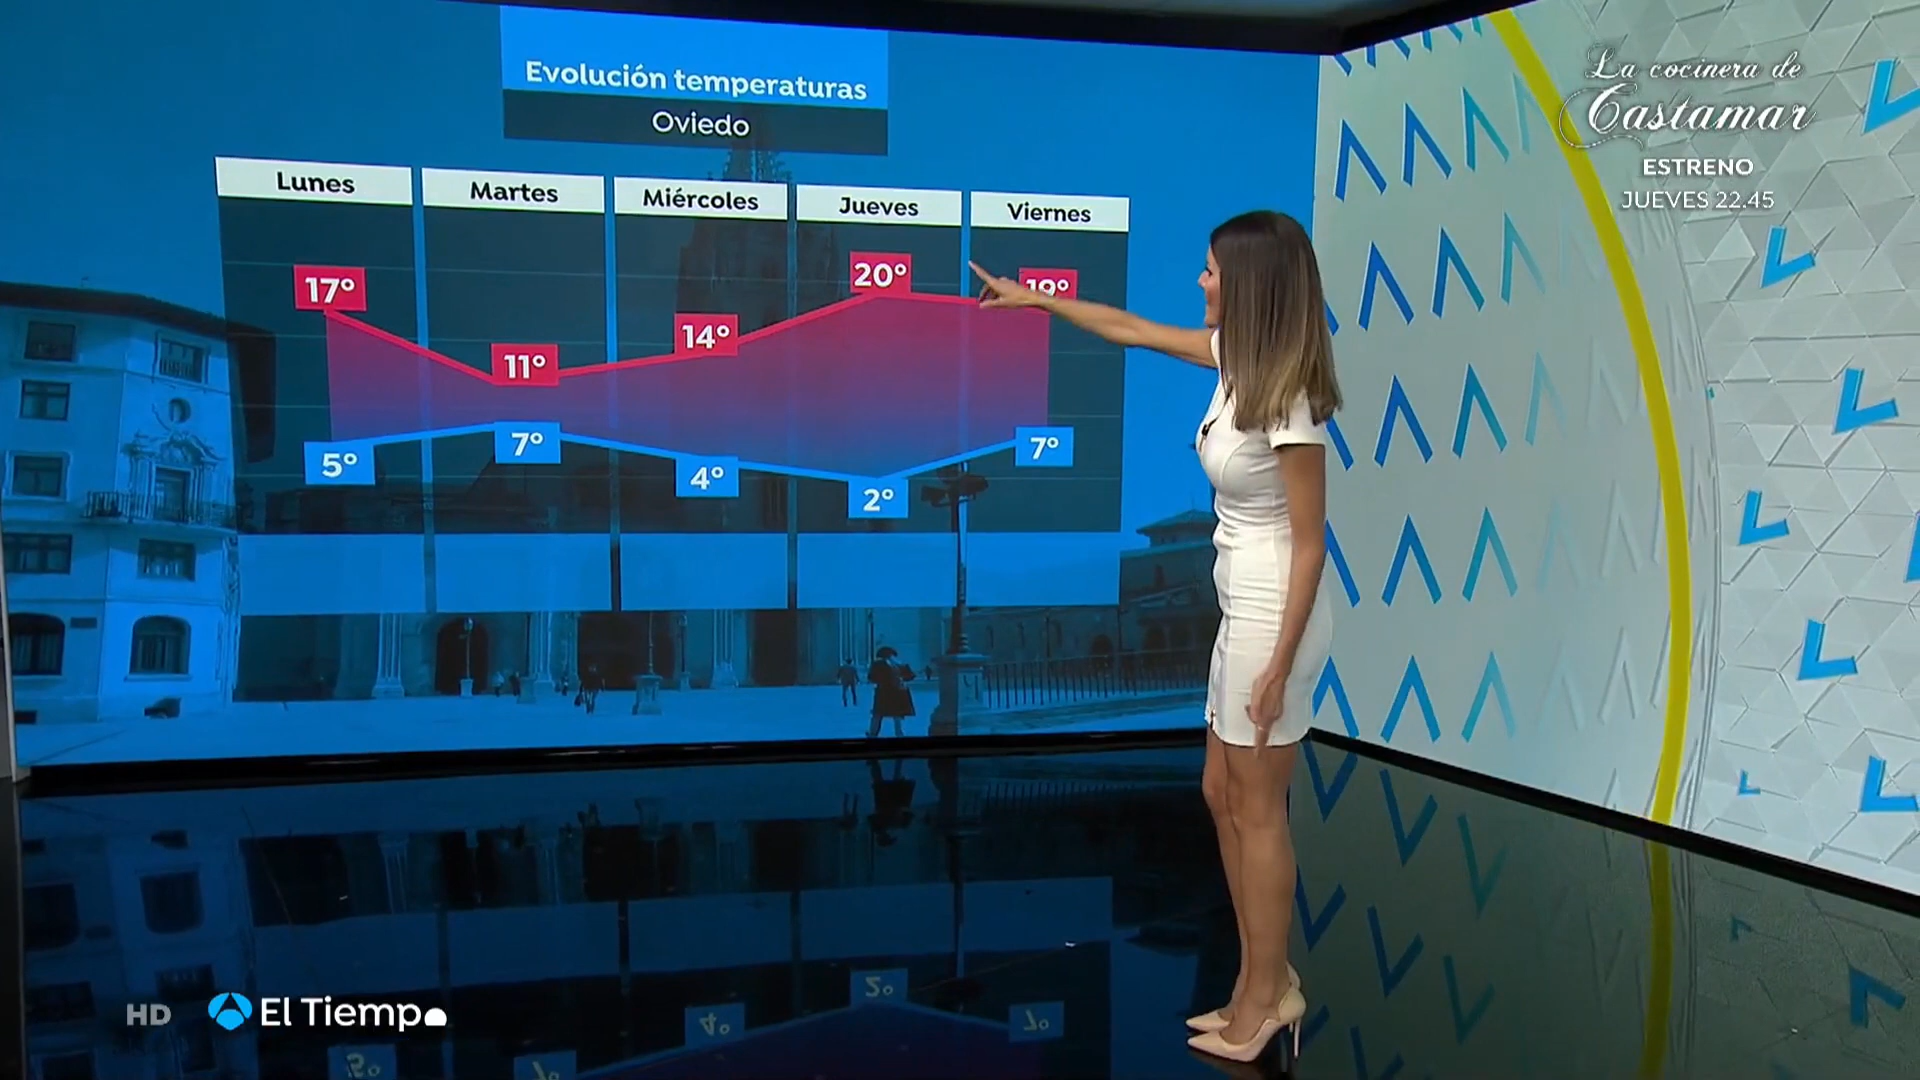 Evolución temperaturas
Oviedo
Lunes Martes Miércoles Jueves Viernes
17° 11° 14° 20° 19°
5° 7° 4° 2° 7°
La cocinera de
Castamar
ESTRENO
JUEVES 22.45
HD El Tiempo